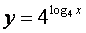 y = 4^{log_4 x}